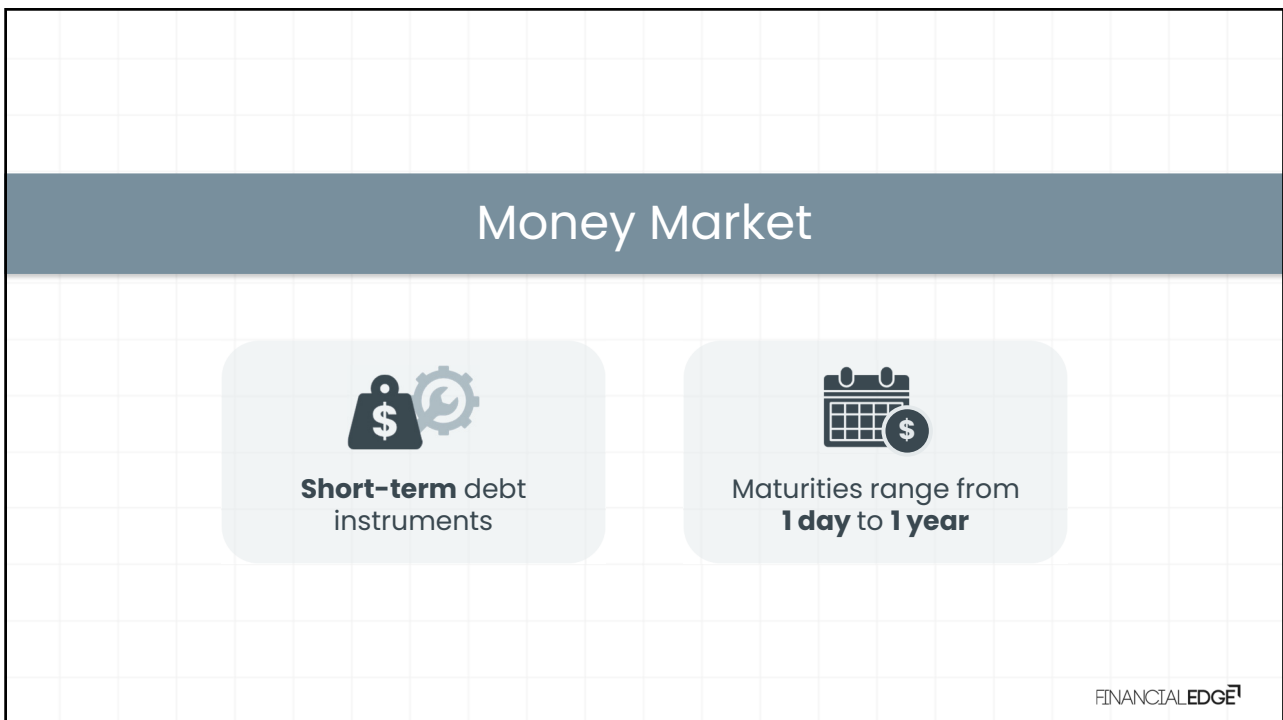 Money Market
$
Short-term debt
instruments
$
Maturities range from
1 day to 1 year
FINANCIALEDGE